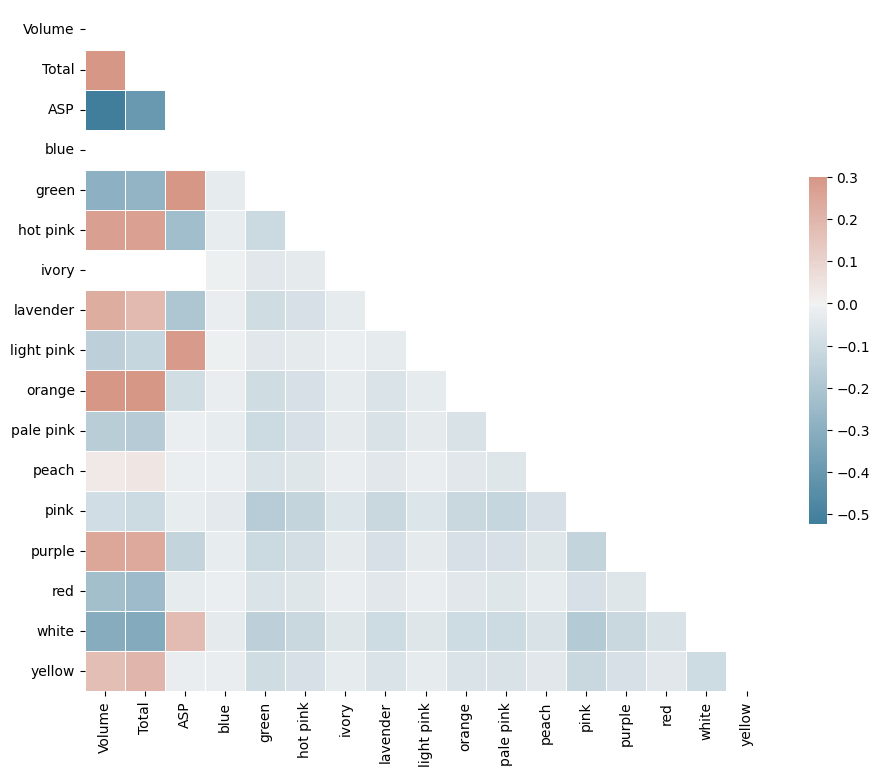 Volume
Total
ASP
blue
green
hot pink
ivory
lavender
light pink
orange
pale pink
peach
pink
purple
red
white
yellow
Volume
Total
ASP
blue
green
hot pink
ivory
lavender
light pink
orange
pale pink
peach
pink
purple
red
white
yellow
0.3
0.2
0.1
0.0
−0.1
−0.2
−0.3
−0.4
−0.5